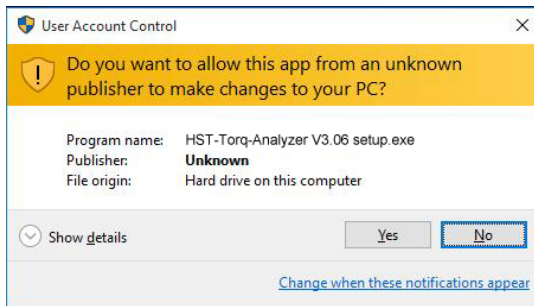 User Account Control
Do you want to allow this app from an unknown
publisher to make changes to your PC?
Program name: HST-Torq-Analyzer V3.06 setup.exe
Publisher: Unknown
File origin: Hard drive on this computer
Show details
Yes
No
Change when these notifications appear